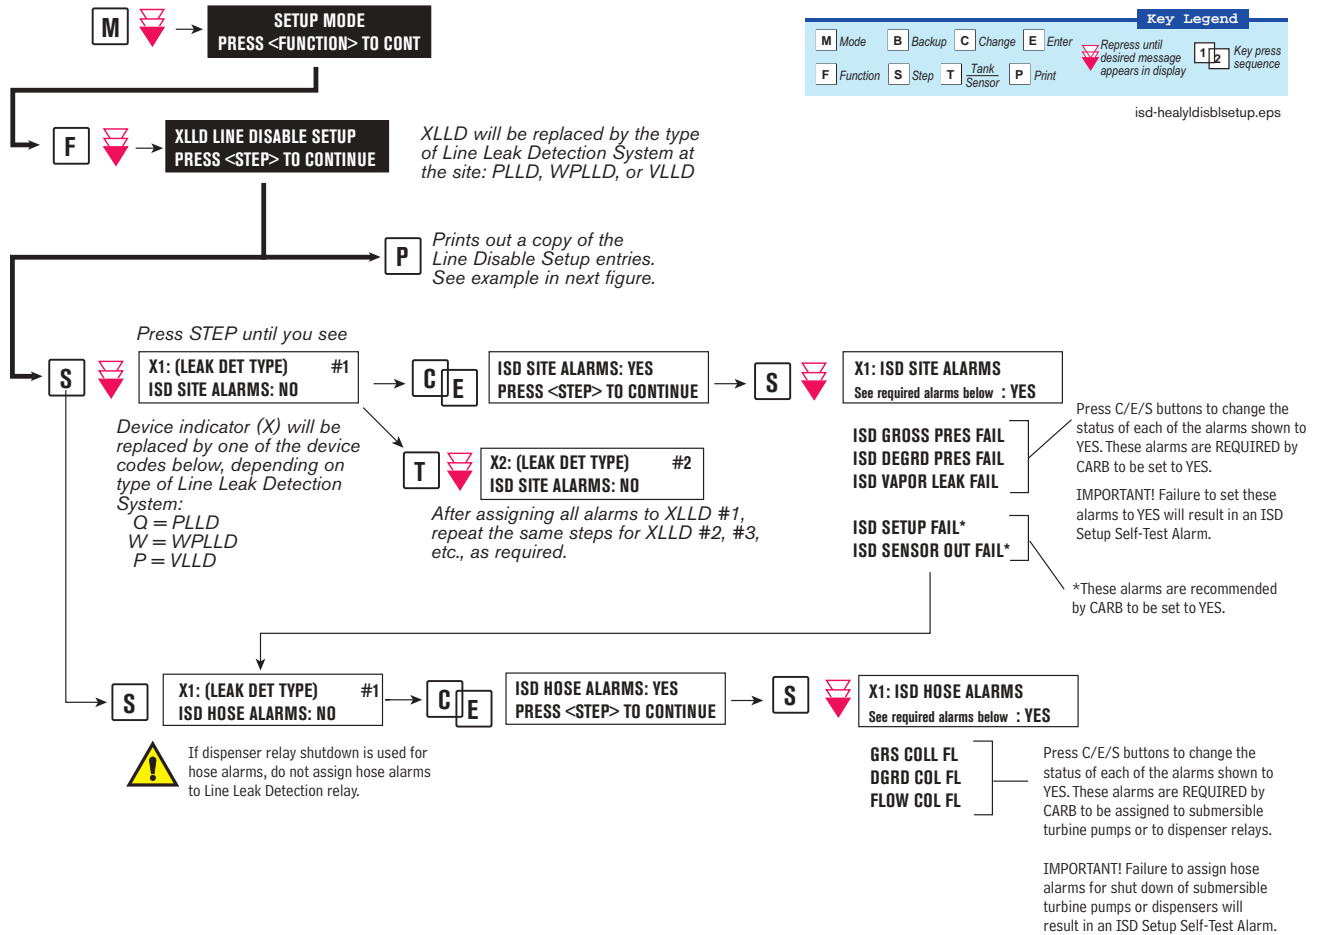 M
SETUP MODE
PRESS <FUNCTION> TO CONT
Key Legend
M Mode B Backup C Change E Enter
F Function S Step T Tank
Sensor
P Print
Repress until
desired message
appears in display
1 2
Key press
sequence
isd-healyldisblsetup.eps
F
XLLD LINE DISABLE SETUP
PRESS <STEP> TO CONTINUE
XLLD will be replaced by the type
of Line Leak Detection System at
the site: PLLD, WPLLD, or VLLD
P
Prints out a copy of the
Line Disable Setup entries.
See example in next figure.
Press STEP until you see
S
X1: (LEAK DET TYPE) #1
ISD SITE ALARMS: NO
C E
ISD SITE ALARMS: YES
PRESS <STEP> TO CONTINUE
S
X1: ISD SITE ALARMS
See required alarms below : YES
Device indicator (X) will be
replaced by one of the device
codes below, depending on
type of Line Leak Detection
System:
Q = PLLD
W = WPLLD
P = VLLD
T
X2: (LEAK DET TYPE) #2
ISD SITE ALARMS: NO
After assigning all alarms to XLLD #1,
repeat the same steps for XLLD #2, #3,
etc., as required.
ISD GROSS PRES FAIL
ISD DEGRD PRES FAIL
ISD VAPOR LEAK FAIL
ISD SETUP FAIL*
ISD SENSOR OUT FAIL*
Press C/E/S buttons to change the
status of each of the alarms shown to
YES. These alarms are REQUIRED by
CARB to be set to YES.
IMPORTANT! Failure to set these
alarms to YES will result in an ISD
Setup Self-Test Alarm.
*These alarms are recommended
by CARB to be set to YES.
S
X1: (LEAK DET TYPE) #1
ISD HOSE ALARMS: NO
C E
ISD HOSE ALARMS: YES
PRESS <STEP> TO CONTINUE
S
X1: ISD HOSE ALARMS
See required alarms below : YES
!
If dispenser relay shutdown is used for
hose alarms, do not assign hose alarms
to Line Leak Detection relay.
GRS COLL FL
DGRD COL FL
FLOW COL FL
Press C/E/S buttons to change the
status of each of the alarms shown to
YES. These alarms are REQUIRED by
CARB to be assigned to submersible
turbine pumps or to dispenser relays.
IMPORTANT! Failure to assign hose
alarms for shut down of submersible
turbine pumps or dispensers will
result in an ISD Setup Self-Test Alarm.